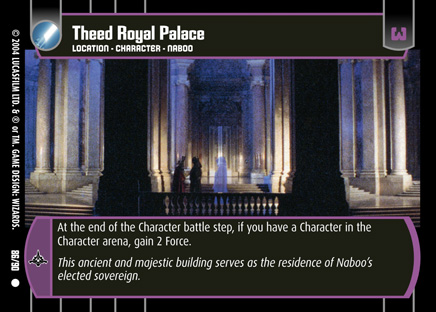 Theed Royal Palace
LOCATION • CHARACTER • NABOO
© 2004 LUCASFILM LTD. & ® or TM. GAME DESIGN: WIZARDS.
86/90
At the end of the Character battle step, if you have a Character in the
Character arena, gain 2 Force.
This ancient and majestic building serves as the residence of Naboo's
elected sovereign.